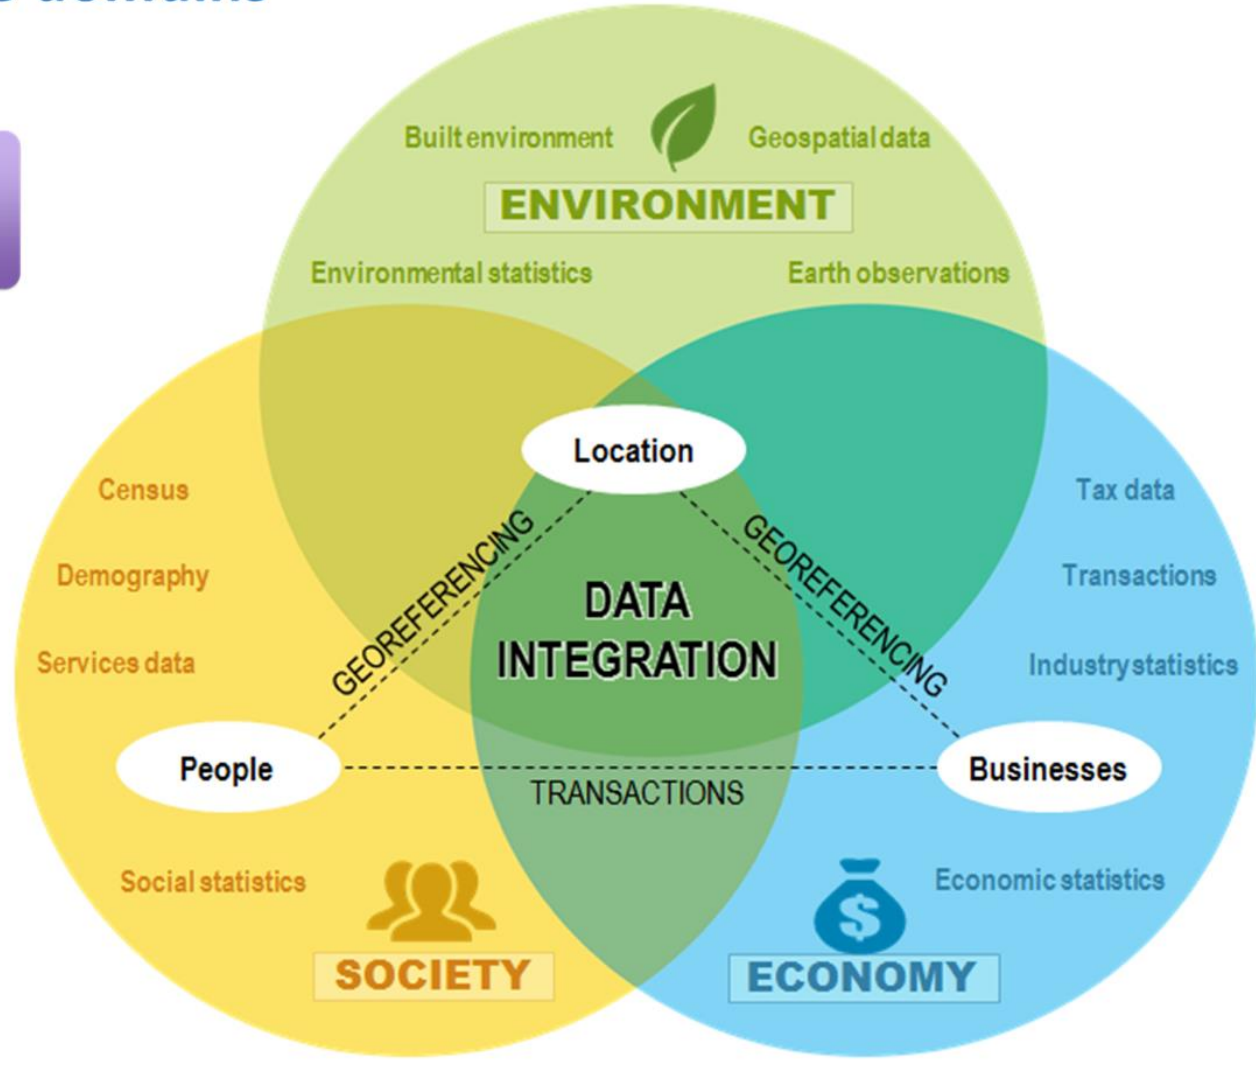 domains
Built environment
Geospatial data
ENVIRONMENT
Environmental statistics
Earth observations
Location
Census
Tax data
GEOREFERENCING
GEOREFERENCING
Demography
DATA
Transactions
INTEGRATION
Services data
Industry statistics
People
Businesses
TRANSACTIONS
Social statistics
$
Economic statistics
SOCIETY
ECONOMY